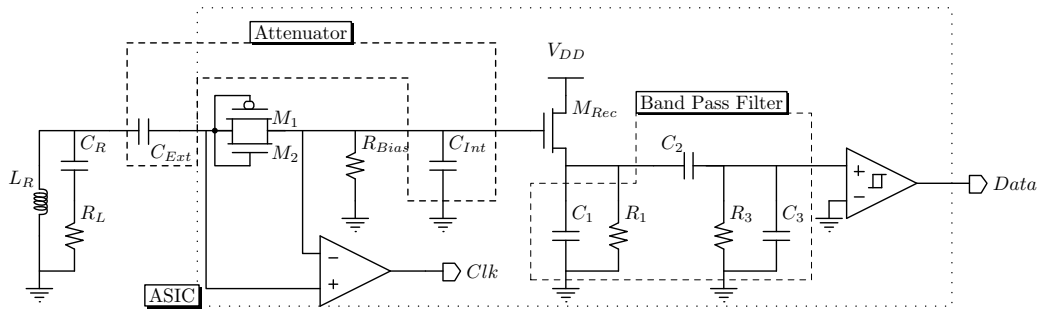 Attenuator
V_DD
M_Rec
Band Pass Filter
M_1
C_R
C_Ext
M_2
R_Bias
C_Int
C_2
L_R
R_L
C_1
R_1
R_3
C_3
+
−
Data
−
+
Clk
ASIC